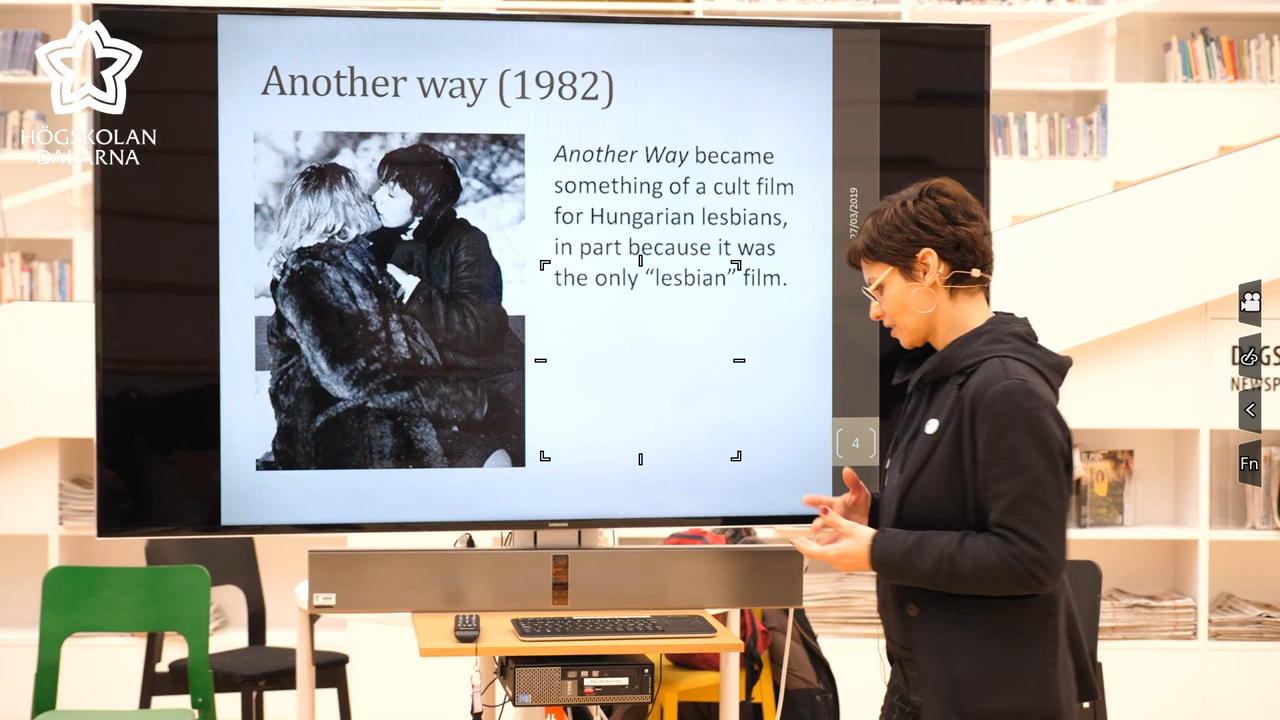 HÖGSKOLAN
DALARNA
Another way (1982)
Another Way became
something of a cult film
for Hungarian lesbians,
in part because it was
the only “lesbian” film.
27/03/2019
4
SAMSUNG
NEWSP
Fn